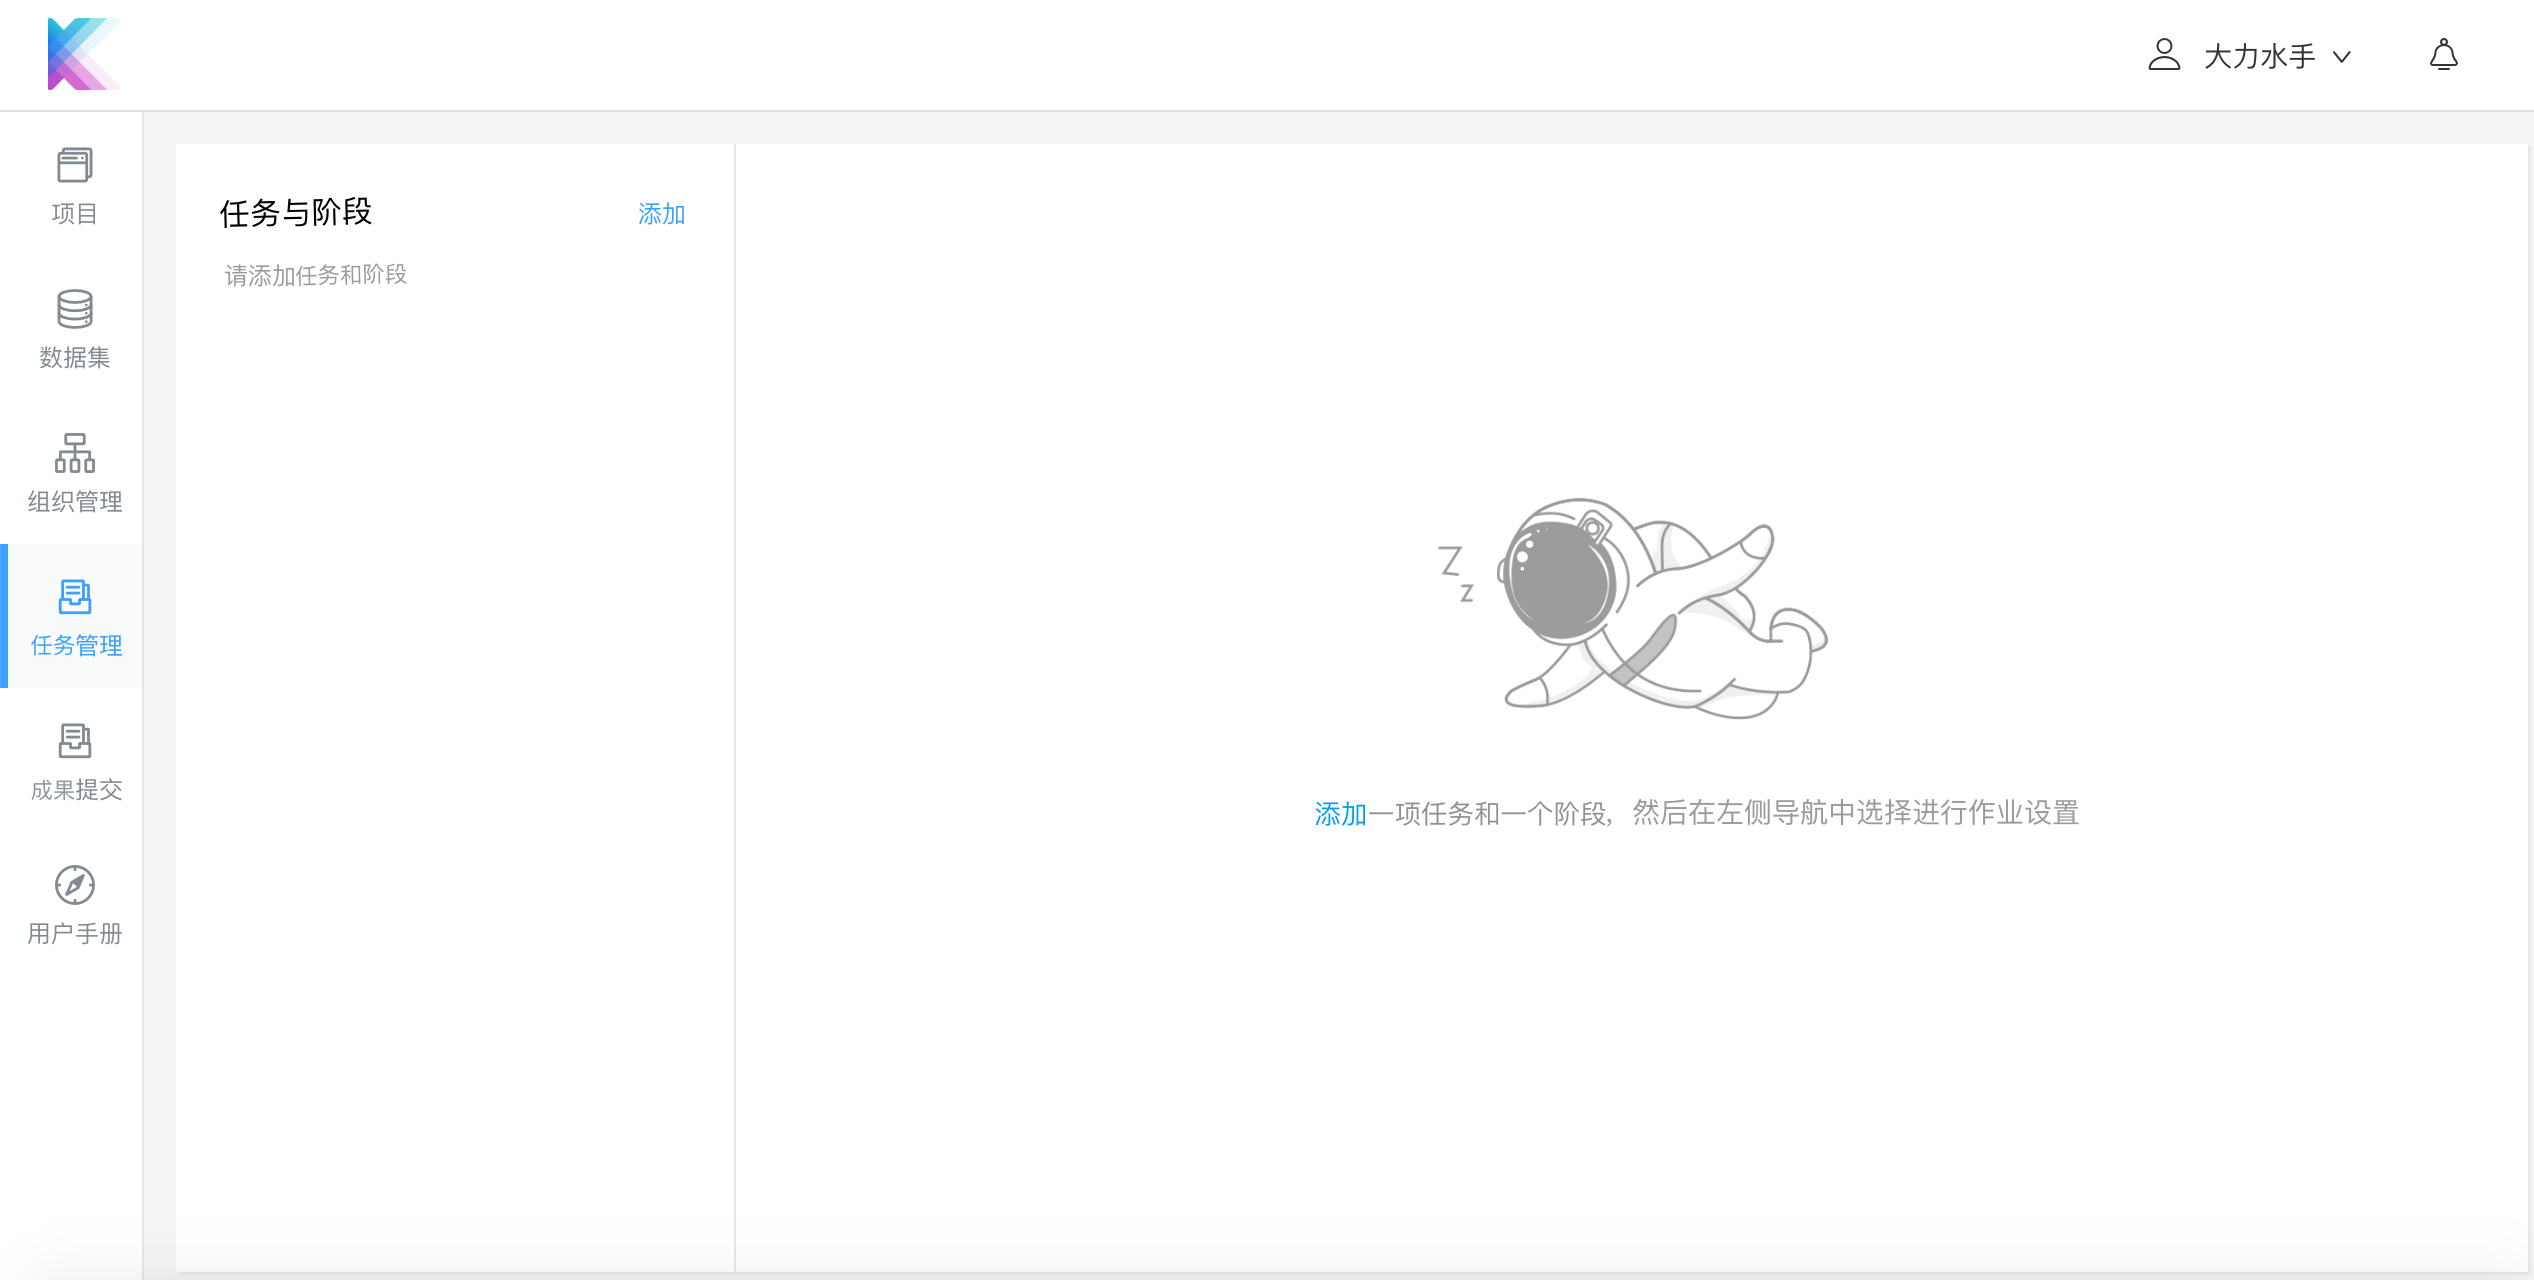 大力水手
项目
数据集
组织管理
任务管理
成果提交
用户手册
任务与阶段
添加
请添加任务和阶段
Z
z
添加一项任务和一个阶段，然后在左侧导航中选择进行作业设置